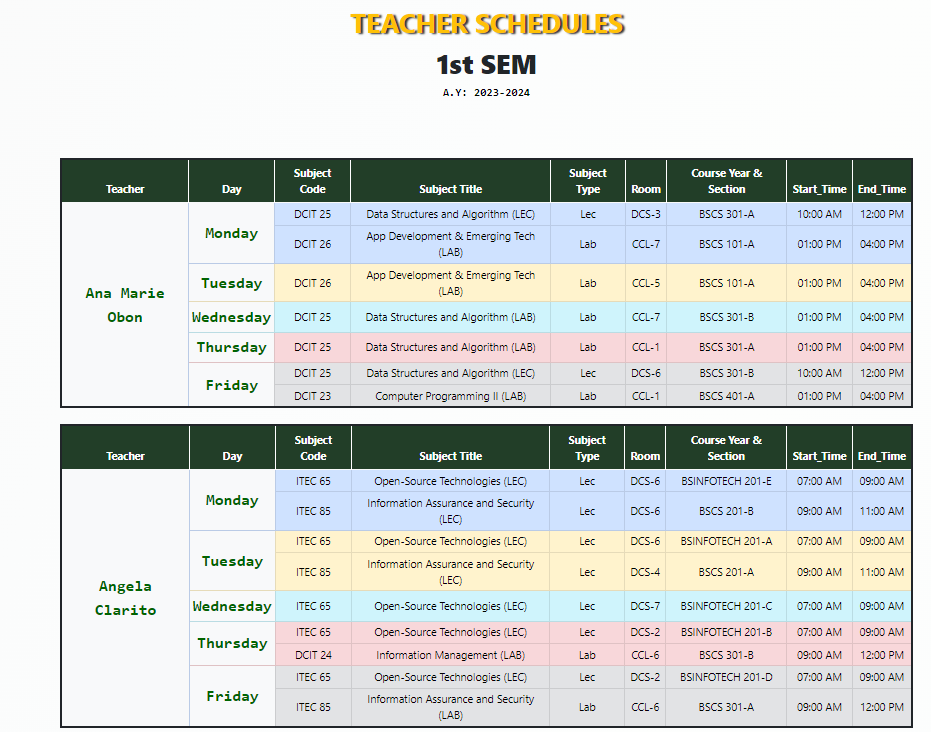 TEACHER SCHEDULES
1st SEM
A.Y: 2023-2024
Teacher Day Subject Code Subject Title Subject Type Room Course Year & Section Start_Time End_Time
Ana Marie Obon
Monday DCIT 25 Data Structures and Algorithm (LEC) Lec DCS-3 BSCS 301-A 10:00 AM 12:00 PM
DCIT 26 App Development & Emerging Tech (LAB) Lab CCL-7 BSCS 101-A 01:00 PM 04:00 PM
Tuesday DCIT 26 App Development & Emerging Tech (LAB) Lab CCL-5 BSCS 101-A 01:00 PM 04:00 PM
Wednesday DCIT 25 Data Structures and Algorithm (LAB) Lab CCL-7 BSCS 301-B 01:00 PM 04:00 PM
Thursday DCIT 25 Data Structures and Algorithm (LAB) Lab CCL-1 BSCS 301-A 01:00 PM 04:00 PM
Friday DCIT 25 Data Structures and Algorithm (LEC) Lec DCS-6 BSCS 301-B 10:00 AM 12:00 PM
DCIT 23 Computer Programming II (LAB) Lab CCL-1 BSCS 401-A 01:00 PM 04:00 PM
Teacher Day Subject Code Subject Title Subject Type Room Course Year & Section Start_Time End_Time
Angela Clarito
Monday ITEC 65 Open-Source Technologies (LEC) Lec DCS-6 BSINFOTECH 201-E 07:00 AM 09:00 AM
ITEC 85 Information Assurance and Security (LEC) Lec DCS-6 BSCS 201-B 09:00 AM 11:00 AM
Tuesday ITEC 65 Open-Source Technologies (LEC) Lec DCS-6 BSINFOTECH 201-A 07:00 AM 09:00 AM
ITEC 85 Information Assurance and Security (LEC) Lec DCS-4 BSCS 201-A 09:00 AM 11:00 AM
Wednesday ITEC 65 Open-Source Technologies (LEC) Lec DCS-7 BSINFOTECH 201-C 07:00 AM 09:00 AM
Thursday ITEC 65 Open-Source Technologies (LEC) Lec DCS-2 BSINFOTECH 201-B 07:00 AM 09:00 AM
DCIT 24 Information Management (LAB) Lab CCL-6 BSCS 301-B 09:00 AM 12:00 PM
Friday ITEC 65 Open-Source Technologies (LEC) Lec DCS-2 BSINFOTECH 201-D 07:00 AM 09:00 AM
ITEC 85 Information Assurance and Security (LAB) Lab CCL-6 BSCS 301-A 09:00 AM 12:00 PM